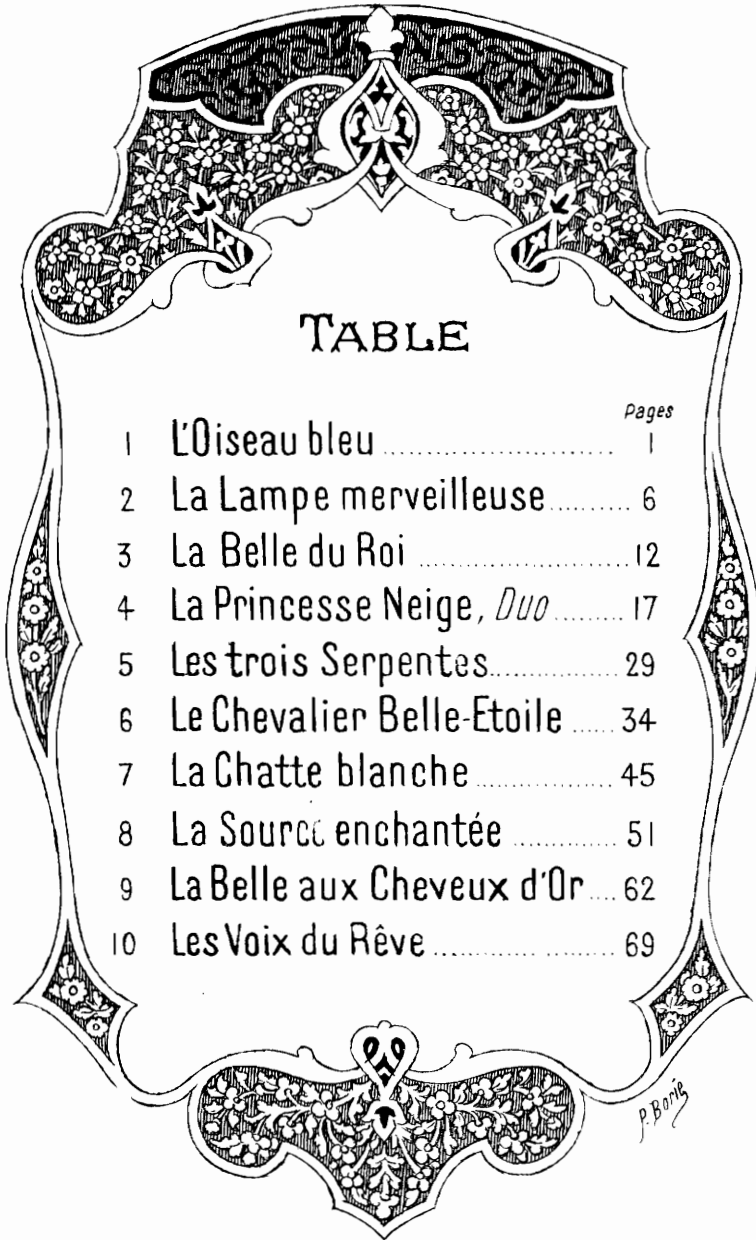 TABLE
Pages
1 L'Oiseau bleu ........................ 1
2 La Lampe merveilleuse .......... 6
3 La Belle du Roi ...................... 12
4 La Princesse Neige, Duo ........ 17
5 Les trois Serpentes .............. 29
6 Le Chevalier Belle-Etoile ..... 34
7 La Chatte blanche .............. 45
8 La Source enchantée ........... 51
9 La Belle aux Cheveux d'Or ... 62
10 Les Voix du Rêve .................. 69
P. Borie